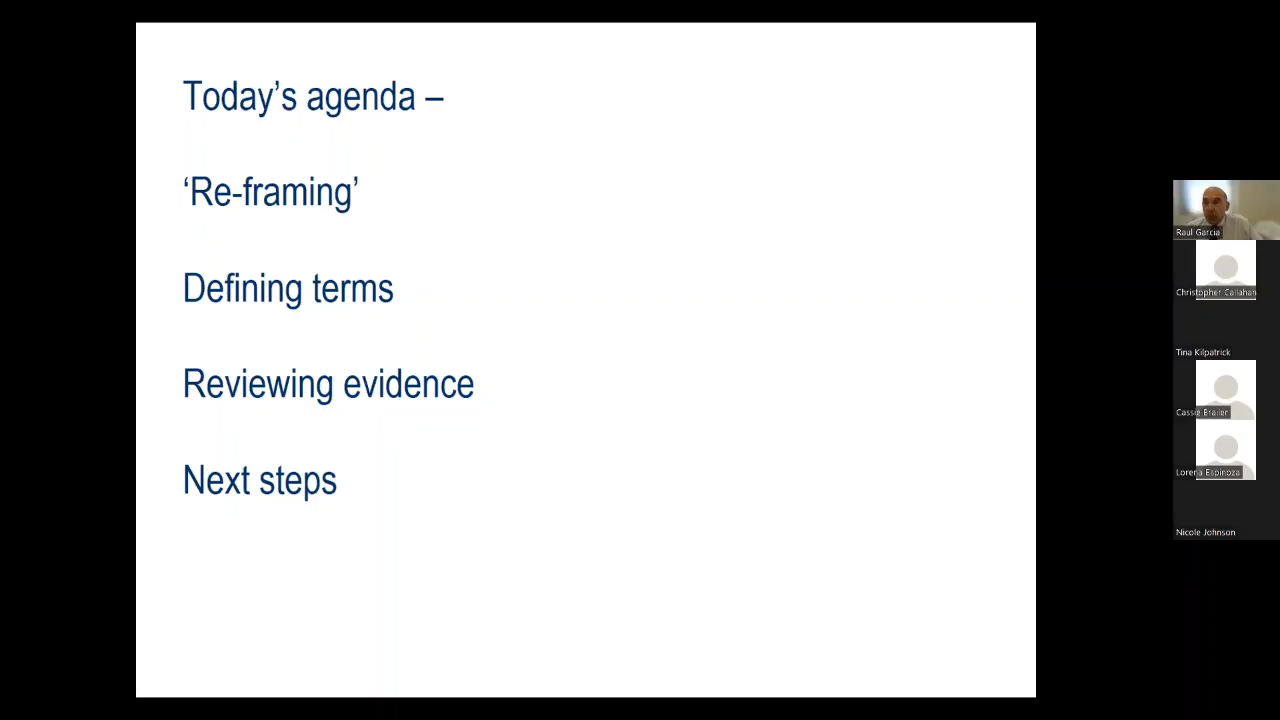 Today’s agenda –
‘Re-framing’
Defining terms
Reviewing evidence
Next steps
Raul Garcia
Christopher Callahan
Tina Kilpatrick
Cassie Brailer
Lorena Espinoza
Nicole Johnson